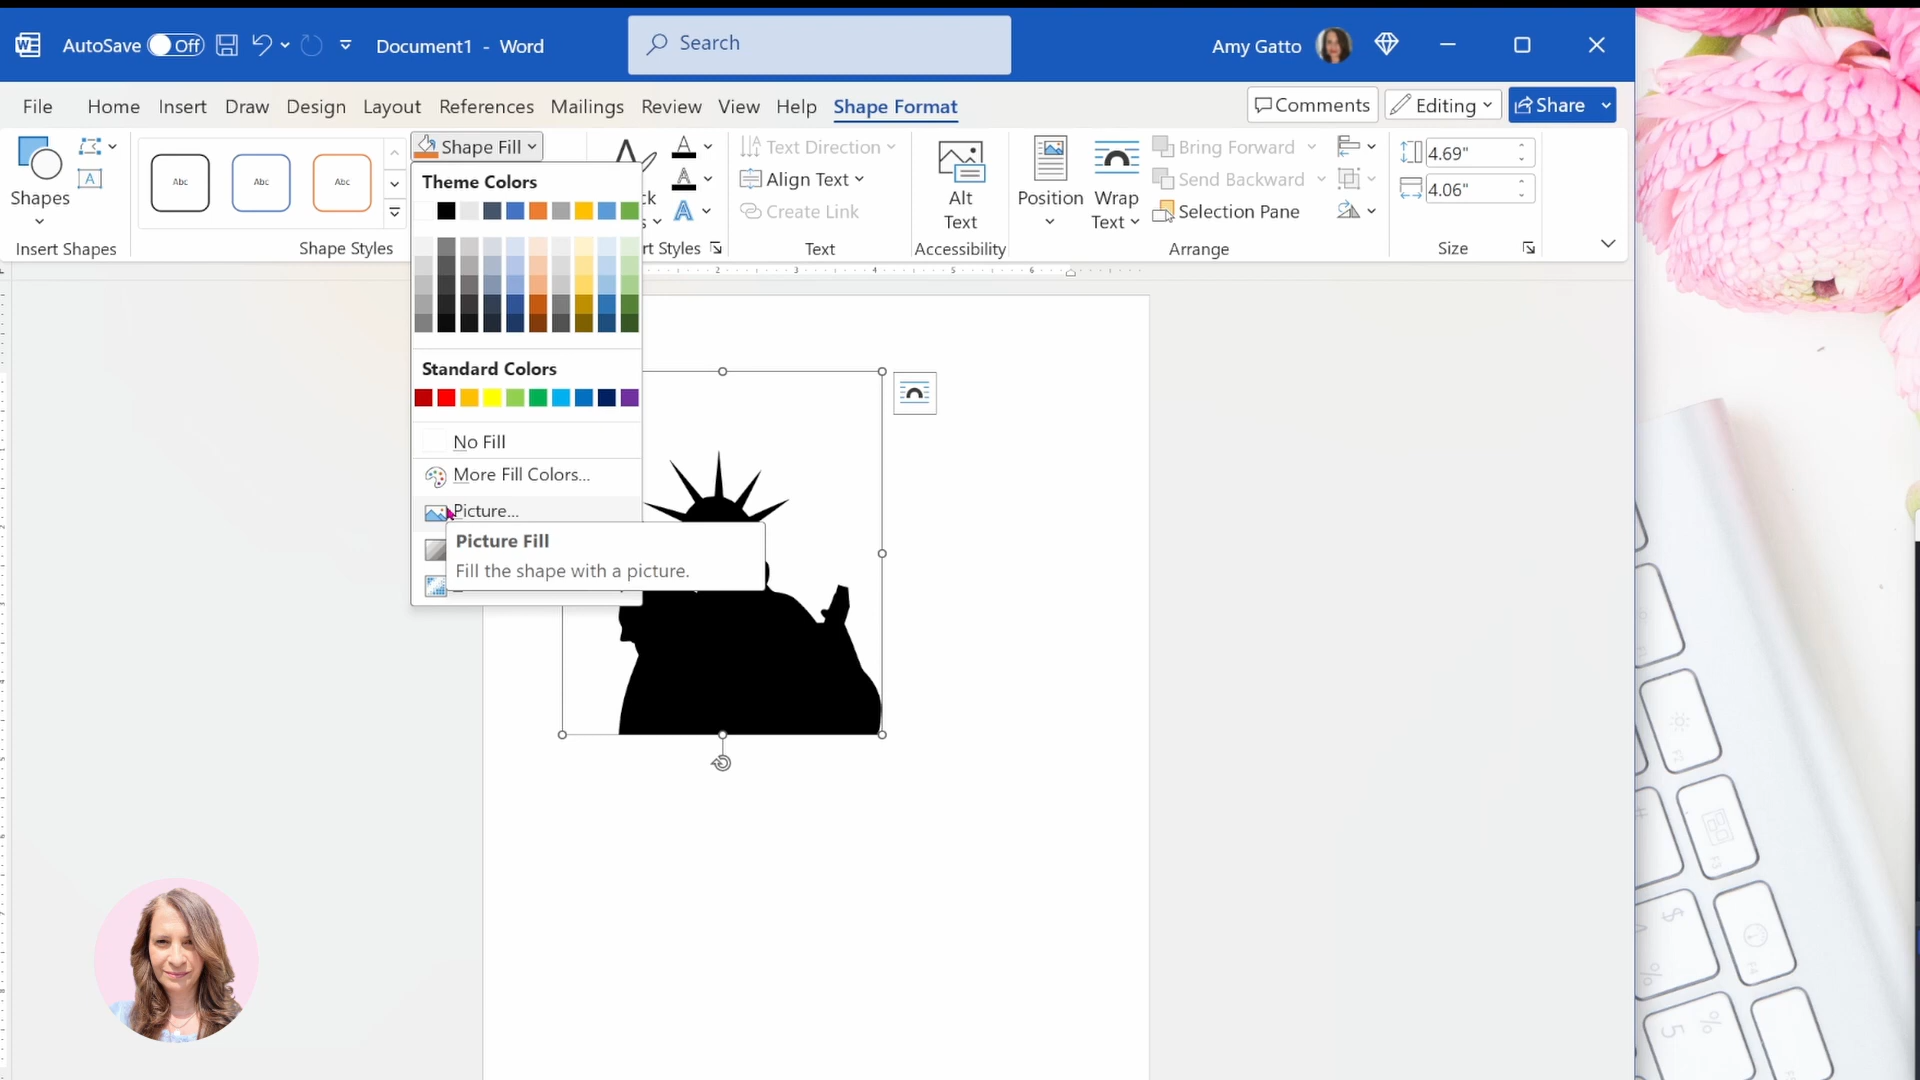 AutoSave Off Document1 - Word Search Amy Gatto
File Home Insert Draw Design Layout References Mailings Review View Help Shape Format Comments Editing Share
Shapes
Insert Shapes
Abc Abc Abc
Shape Styles
Shape Fill
Theme Colors
Standard Colors
No Fill
More Fill Colors...
Picture...
Picture Fill
Fill the shape with a picture.
Text Direction
Align Text
Create Link
Text
Alt
Text
Accessibility
Position
Wrap
Text
Bring Forward
Send Backward
Selection Pane
Arrange
4.69"
4.06"
Size